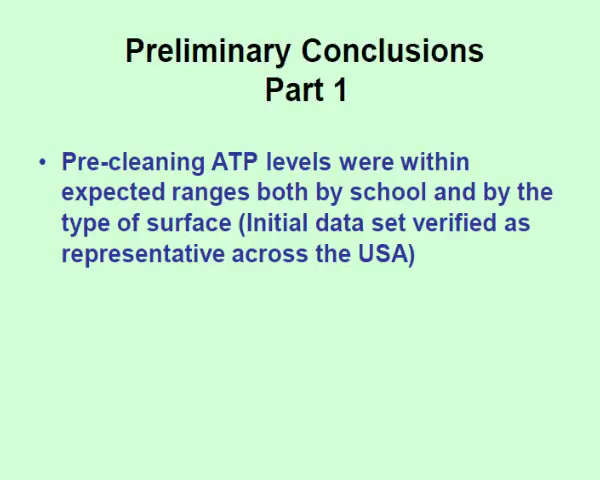 Preliminary Conclusions
Part 1
• Pre-cleaning ATP levels were within
expected ranges both by school and by the
type of surface (Initial data set verified as
representative across the USA)